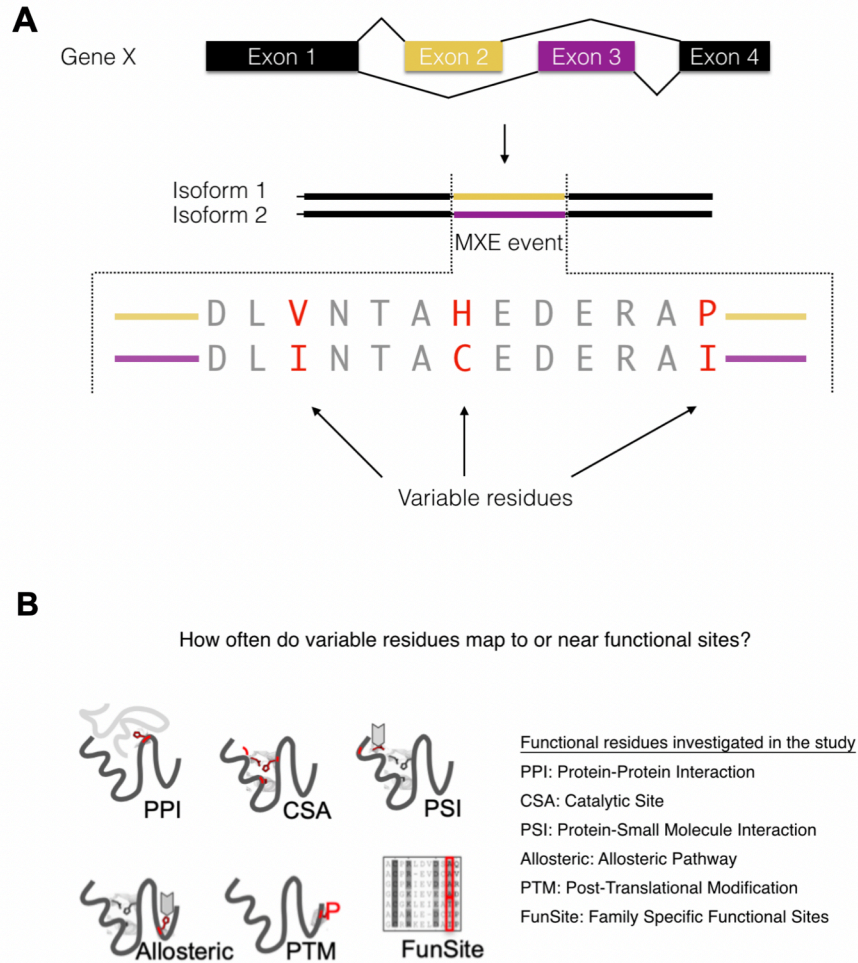 A
Gene X
Exon 1 Exon 2 Exon 3 Exon 4
Isoform 1
Isoform 2
MXE event
D L V N T A H E D E R A P
D L I N T A C E D E R A I
Variable residues
B
How often do variable residues map to or near functional sites?
PPI
CSA
PSI
Allosteric
P
PTM
FunSite
Functional residues investigated in the study
PPI: Protein-Protein Interaction
CSA: Catalytic Site
PSI: Protein-Small Molecule Interaction
Allosteric: Allosteric Pathway
PTM: Post-Translational Modification
FunSite: Family Specific Functional Sites